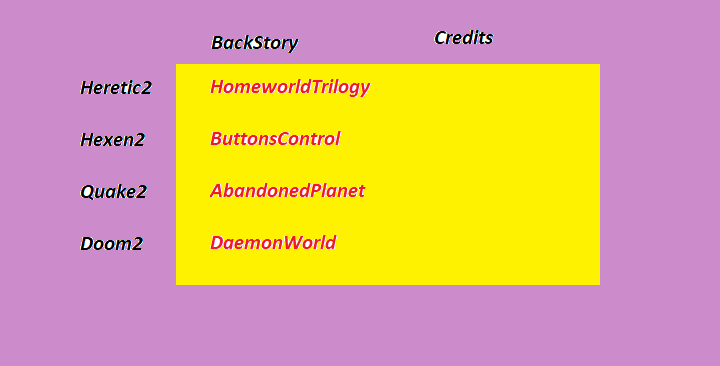 BackStory Credits
Heretic2 HomeworldTrilogy
Hexen2 ButtonsControl
Quake2 AbandonedPlanet
Doom2 DaemonWorld